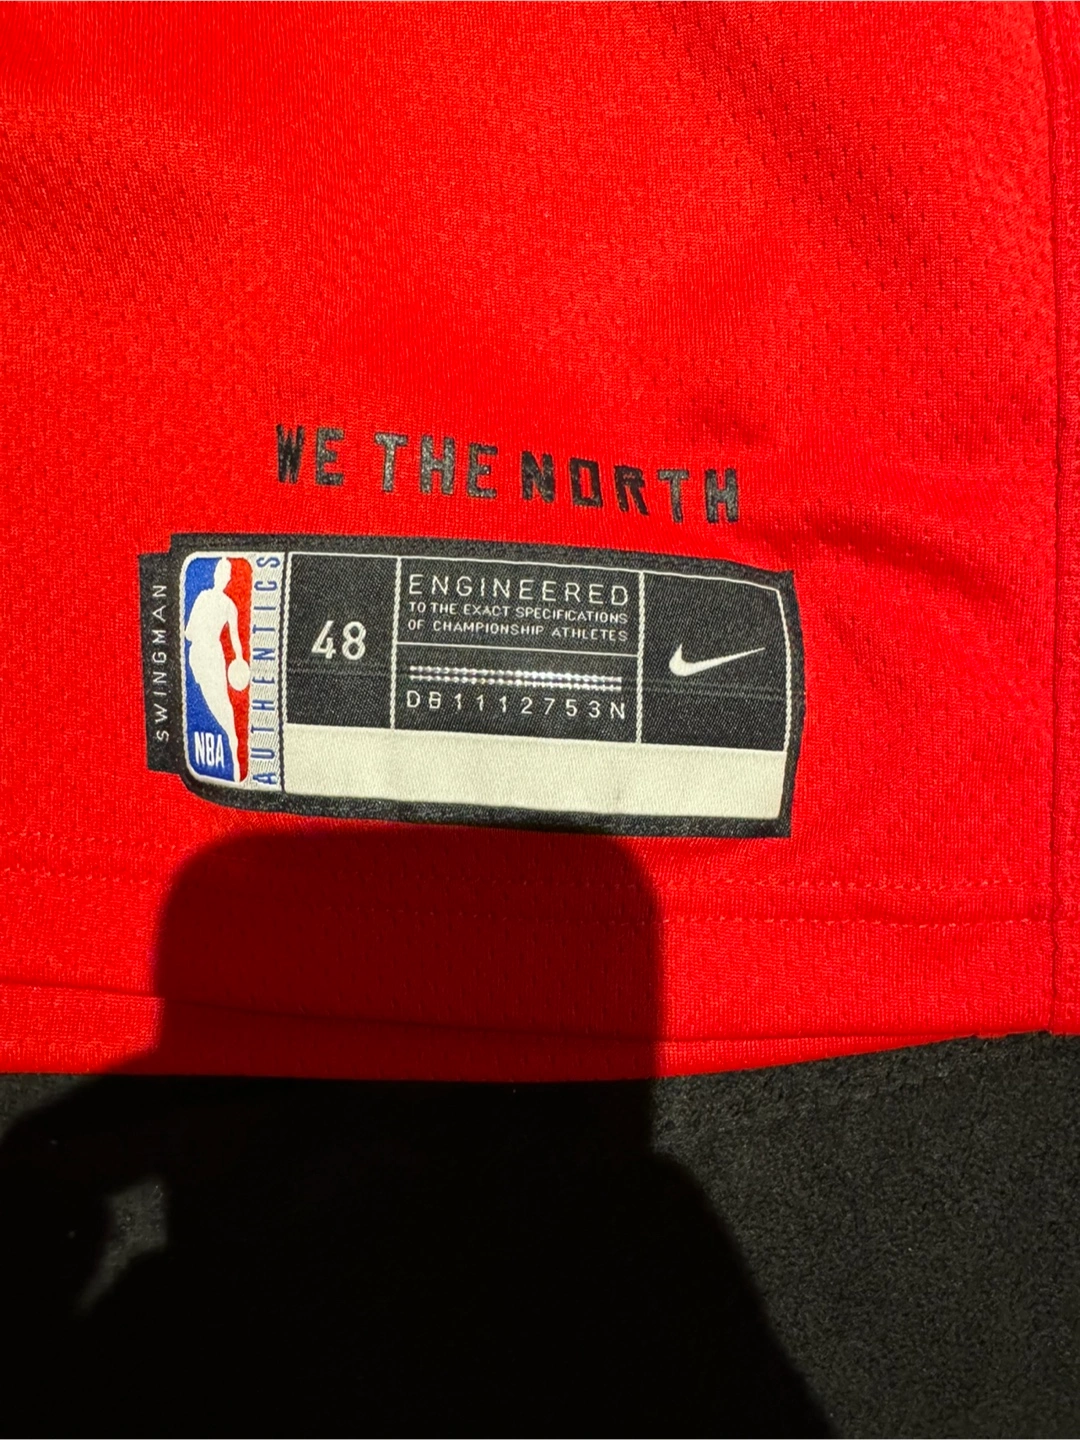 WE THE NORTH
SWINGMAN
NBA
AUTHENTICS
48
ENGINEERED
TO THE EXACT SPECIFICATIONS
OF CHAMPIONSHIP ATHLETES
DB1112753N